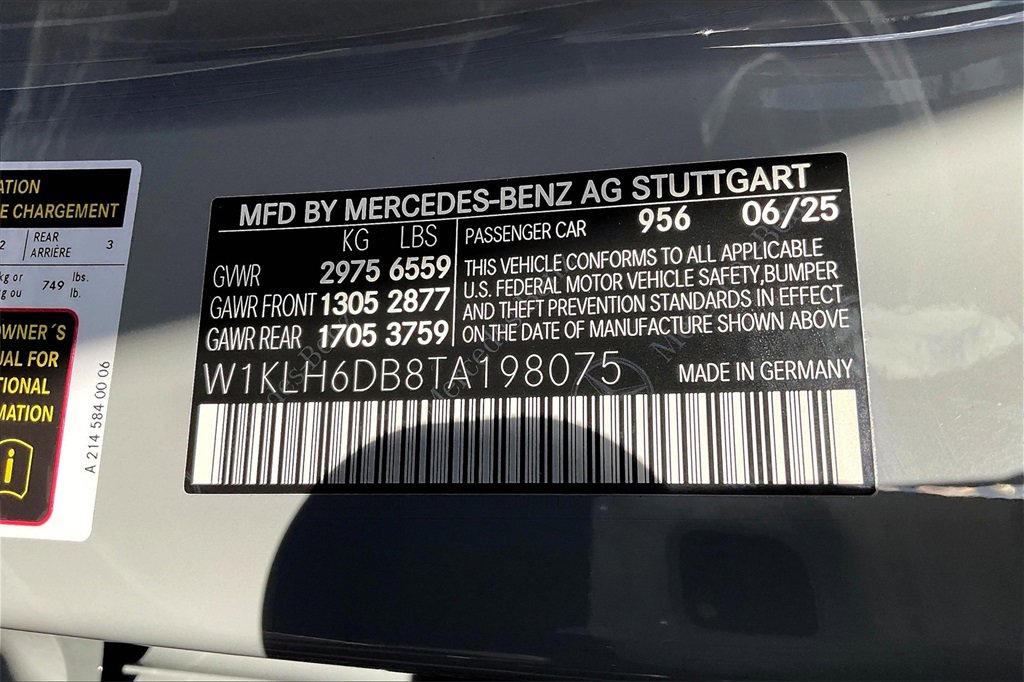 ATION
E CHARGEMENT
2 REAR ARRIÈRE 3
kg or
kg ou 749 lbs.
lb.
OWNER´S
UAL FOR
TIONAL
MATION
i
A 214 584 00 06
MFD BY MERCEDES-BENZ AG STUTTGART
KG LBS
GVWR 2975 6559
GAWR FRONT 1305 2877
GAWR REAR 1705 3759
PASSENGER CAR 956 06/25
THIS VEHICLE CONFORMS TO ALL APPLICABLE
U.S. FEDERAL MOTOR VEHICLE SAFETY,BUMPER
AND THEFT PREVENTION STANDARDS IN EFFECT
ON THE DATE OF MANUFACTURE SHOWN ABOVE
W1KLH6DB8TA198075 MADE IN GERMANY